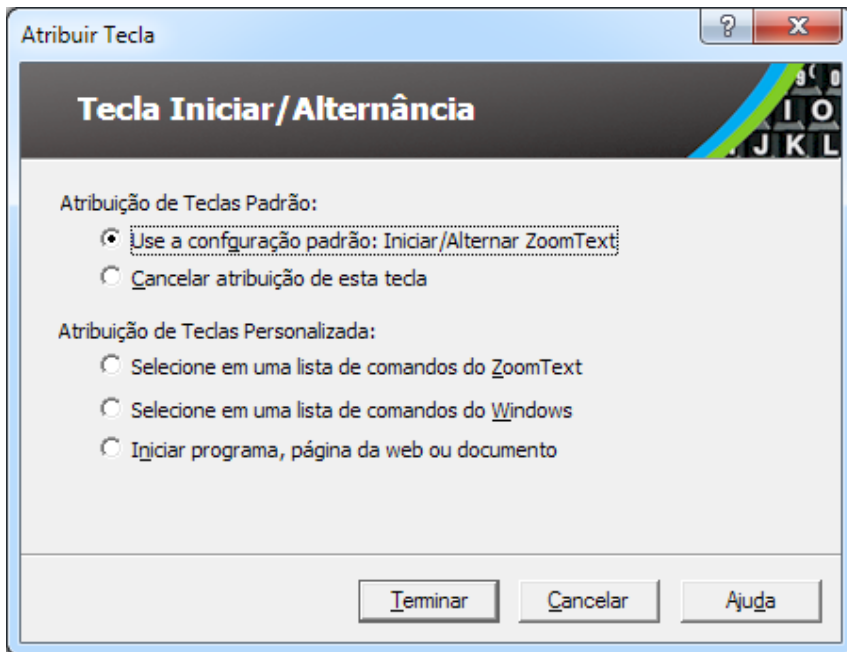 Atribuir Tecla
Tecla Iniciar/Alternância
9 0
I O
J K L
Atribuição de Teclas Padrão:
Use a confguração padrão: Iniciar/Alternar ZoomText
Cancelar atribuição de esta tecla
Atribuição de Teclas Personalizada:
Selecione em uma lista de comandos do ZoomText
Selecione em uma lista de comandos do Windows
Iniciar programa, página da web ou documento
Terminar Cancelar Ajuda